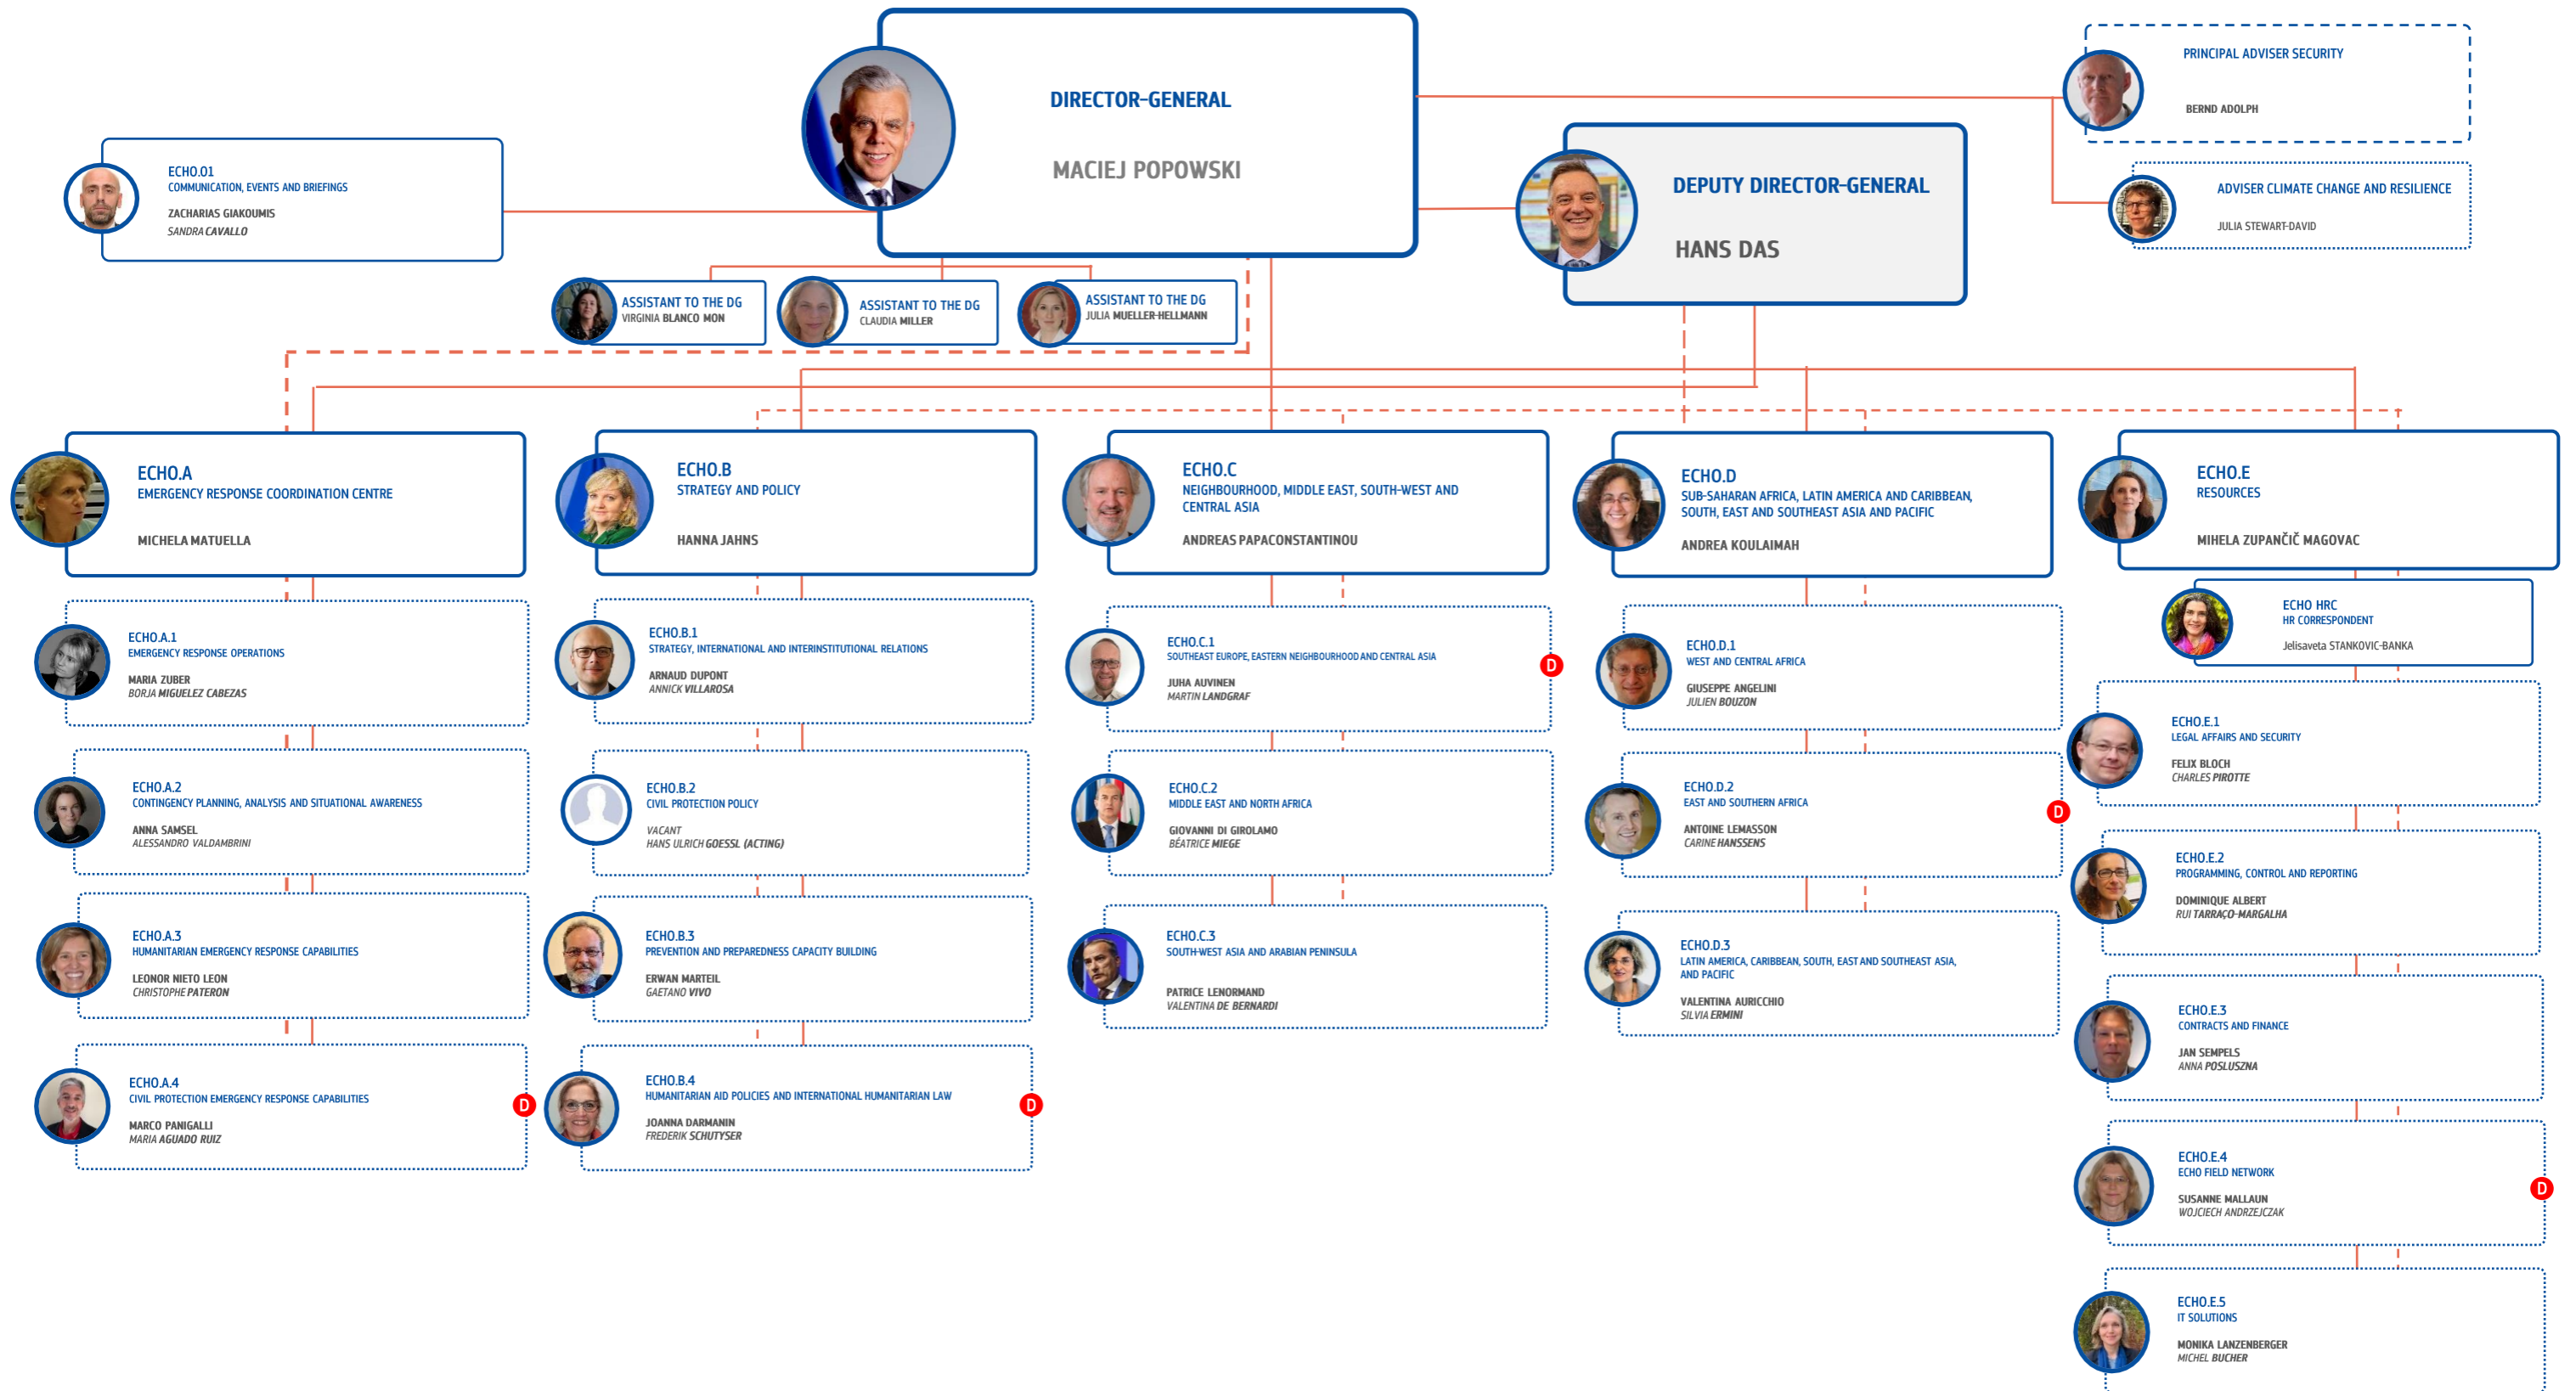 DIRECTOR-GENERAL
MACIEJ POPOWSKI
PRINCIPAL ADVISER SECURITY
BERND ADOLPH
ADVISER CLIMATE CHANGE AND RESILIENCE
JULIA STEWART-DAVID
DEPUTY DIRECTOR-GENERAL
HANS DAS
ECHO.01
COMMUNICATION, EVENTS AND BRIEFINGS
ZACHARIAS GIAKOUMIS
SANDRA CAVALLO
ASSISTANT TO THE DG
VIRGINIA BLANCO MON
ASSISTANT TO THE DG
CLAUDIA MILLER
ASSISTANT TO THE DG
JULIA MUELLER-HELLMANN
ECHO.A
EMERGENCY RESPONSE COORDINATION CENTRE
MICHELA MATUELLA
ECHO.A.1
EMERGENCY RESPONSE OPERATIONS
MARIA ZUBER
BORJA MIGUELEZ CABEZAS
ECHO.A.2
CONTINGENCY PLANNING, ANALYSIS AND SITUATIONAL AWARENESS
ANNA SAMSEL
ALESSANDRO VALDAMBRINI
ECHO.A.3
HUMANITARIAN EMERGENCY RESPONSE CAPABILITIES
LEONOR NIETO LEON
CHRISTOPHE PATERON
ECHO.A.4
CIVIL PROTECTION EMERGENCY RESPONSE CAPABILITIES
MARCO PANIGALLI
MARIA AGUADO RUIZ
D
ECHO.B
STRATEGY AND POLICY
HANNA JAHNS
ECHO.B.1
STRATEGY, INTERNATIONAL AND INTERINSTITUTIONAL RELATIONS
ARNAUD DUPONT
ANNICK VILLAROSA
ECHO.B.2
CIVIL PROTECTION POLICY
VACANT
HANS ULRICH GOESSL (ACTING)
ECHO.B.3
PREVENTION AND PREPAREDNESS CAPACITY BUILDING
ERWAN MARTEIL
GAETANO VIVO
ECHO.B.4
HUMANITARIAN AID POLICIES AND INTERNATIONAL HUMANITARIAN LAW
JOANNA DARMANIN
FREDERIK SCHUTYSER
D
ECHO.C
NEIGHBOURHOOD, MIDDLE EAST, SOUTH-WEST AND
CENTRAL ASIA
ANDREAS PAPACONSTANTINOU
ECHO.C.1
SOUTHEAST EUROPE, EASTERN NEIGHBOURHOOD AND CENTRAL ASIA
JUHA AUVINEN
MARTIN LANDGRAF
D
ECHO.C.2
MIDDLE EAST AND NORTH AFRICA
GIOVANNI DI GIROLAMO
BÉATRICE MIEGE
ECHO.C.3
SOUTH-WEST ASIA AND ARABIAN PENINSULA
PATRICE LENORMAND
VALENTINA DE BERNARDI
ECHO.D
SUB-SAHARAN AFRICA, LATIN AMERICA AND CARIBBEAN,
SOUTH, EAST AND SOUTHEAST ASIA AND PACIFIC
ANDREA KOULAIMAH
ECHO.D.1
WEST AND CENTRAL AFRICA
GIUSEPPE ANGELINI
JULIEN BOUZON
ECHO.D.2
EAST AND SOUTHERN AFRICA
ANTOINE LEMASSON
CARINE HANSSENS
D
ECHO.D.3
LATIN AMERICA, CARIBBEAN, SOUTH, EAST AND SOUTHEAST ASIA,
AND PACIFIC
VALENTINA AURICCHIO
SILVIA ERMINI
ECHO.E
RESOURCES
MIHELA ZUPANČIČ MAGOVAC
ECHO HRC
HR CORRESPONDENT
Jelisaveta STANKOVIC-BANKA
ECHO.E.1
LEGAL AFFAIRS AND SECURITY
FELIX BLOCH
CHARLES PIROTTE
ECHO.E.2
PROGRAMMING, CONTROL AND REPORTING
DOMINIQUE ALBERT
RUI TARRAÇO-MARGALHA
ECHO.E.3
CONTRACTS AND FINANCE
JAN SEMPELS
ANNA POSLUSZNA
ECHO.E.4
ECHO FIELD NETWORK
SUSANNE MALLAUN
WOJCIECH ANDRZEJCZAK
D
ECHO.E.5
IT SOLUTIONS
MONIKA LANZENBERGER
MICHEL BUCHER